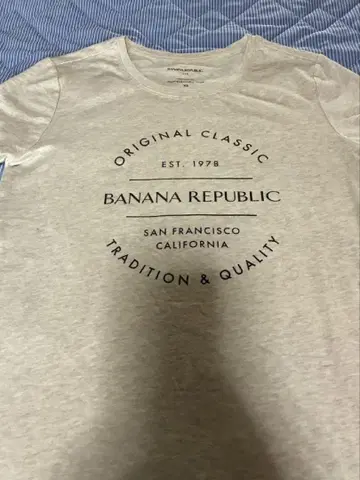 ORIGINAL CLASSIC
EST. 1978
BANANA REPUBLIC
SAN FRANCISCO
CALIFORNIA
TRADITION & QUALITY